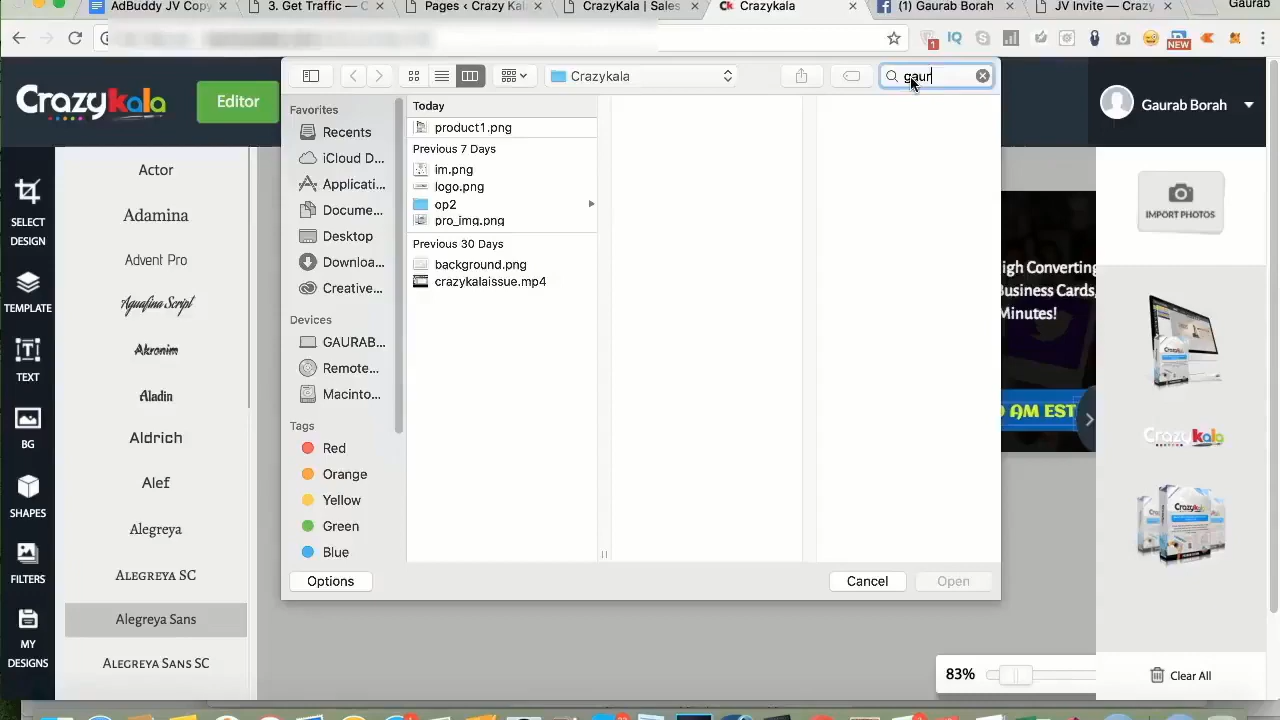 AdBuddy JV Copy
3. Get Traffic – C
Pages ‹ Crazy Kal
CrazyKala | Sales
Crazykala
(1) Gaurab Borah
JV Invite — Crazy
Gaurab
1
NEW
Crazykala
gaur
Crazykala
Editor
Gaurab Borah
SELECT
DESIGN
TEMPLATE
TEXT
BG
SHAPES
FILTERS
MY
DESIGNS
Actor
Adamina
Advent Pro
Aguafina Script
Akronim
Aladin
Aldrich
Alef
Alegreya
ALEGREYA SC
Alegreya Sans
ALEGREYA SANS SC
Favorites
Recents
iCloud D...
Applicati...
Docume...
Desktop
Downloa...
Creative...
Devices
GAURAB...
Remote...
Macinto...
Tags
Red
Orange
Yellow
Green
Blue
Today
product1.png
Previous 7 Days
im.png
logo.png
op2
pro_img.png
Previous 30 Days
background.png
crazykalaissue.mp4
Options
Cancel
Open
igh Converting
Business Cards,
Minutes!
AM EST
IMPORT PHOTOS
Crazykala
83%
Clear All